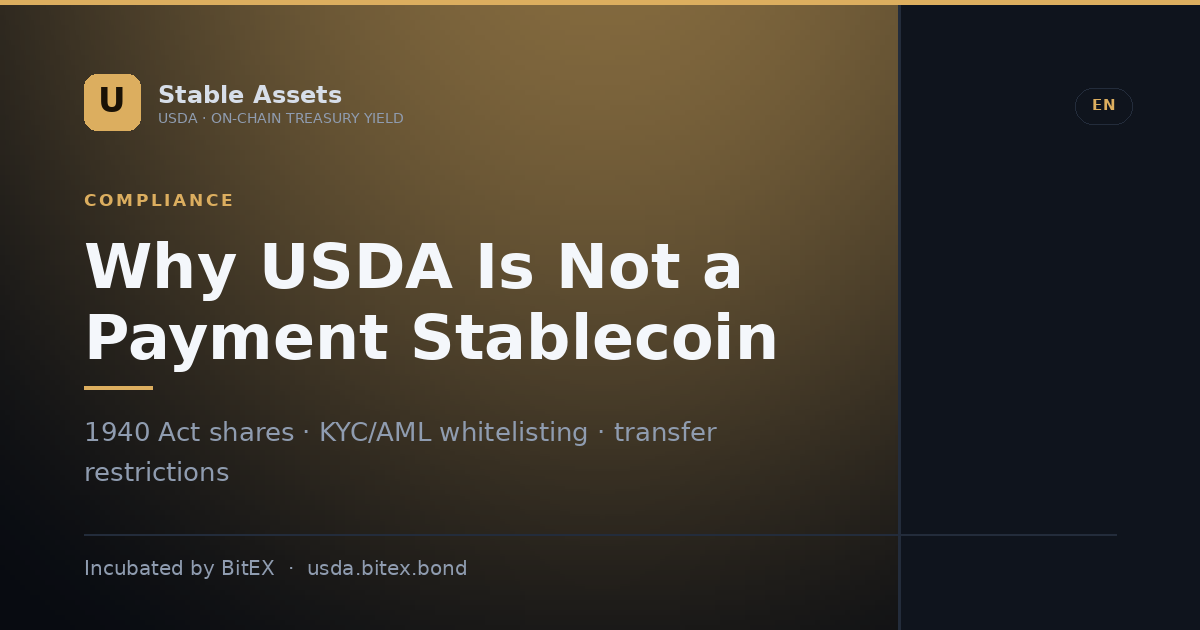 U
Stable Assets
USDA · ON-CHAIN TREASURY YIELD
EN
COMPLIANCE
Why USDA Is Not a
Payment Stablecoin
1940 Act shares · KYC/AML whitelisting · transfer
restrictions
Incubated by BitEX · usda.bitex.bond